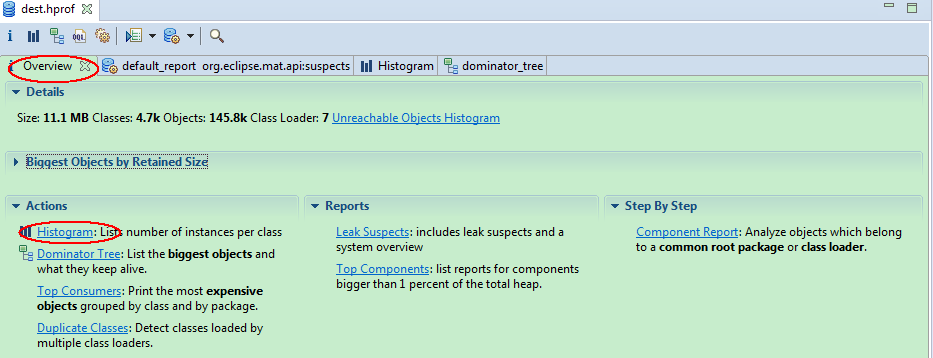 dest.hprof
Overview default_report org.eclipse.mat.api:suspects Histogram dominator_tree
Details
Size: 11.1 MB Classes: 4.7k Objects: 145.8k Class Loader: 7 Unreachable Objects Histogram
Biggest Objects by Retained Size
Actions
Histogram: Lists number of instances per class
Dominator Tree: List the biggest objects and
what they keep alive.
Top Consumers: Print the most expensive
objects grouped by class and by package.
Duplicate Classes: Detect classes loaded by
multiple class loaders.
Reports
Leak Suspects: includes leak suspects and a
system overview
Top Components: list reports for components
bigger than 1 percent of the total heap.
Step By Step
Component Report: Analyze objects which belong
to a common root package or class loader.